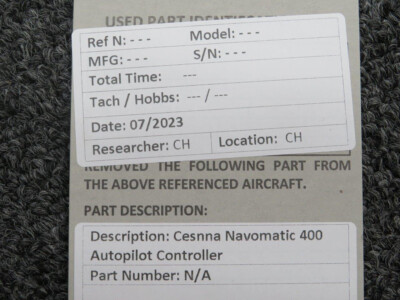 USED PART IDENTIF
Ref N: - - - Model: - - -
MFG: - - - S/N: - - -
Total Time: ---
Tach / Hobbs: --- / ---
Date: 07/2023
Researcher: CH Location: CH
REMOVED THE FOLLOWING PART FROM
THE ABOVE REFERENCED AIRCRAFT.
PART DESCRIPTION:
Description: Cesnna Navomatic 400
Autopilot Controller
Part Number: N/A